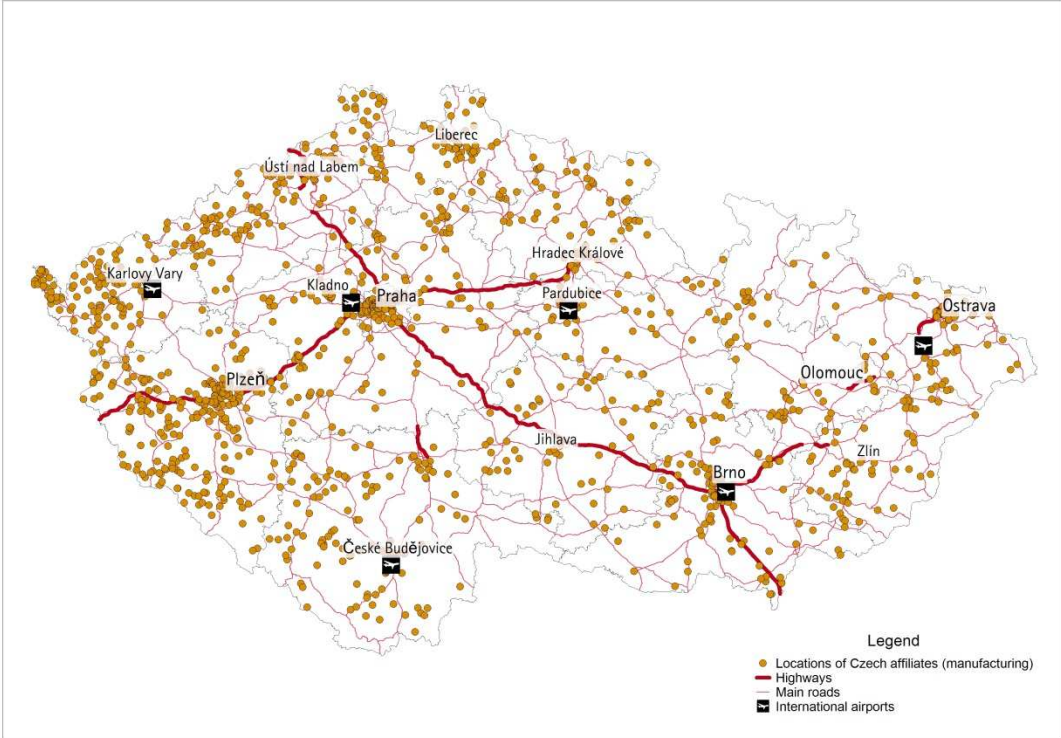 Liberec
Ústí nad Labem
Hradec Králové
Karlovy Vary
Kladno
Praha
Pardubice
Ostrava
Plzeň
Olomouc
Jihlava
Zlín
Brno
České Budějovice
Legend
Locations of Czech affiliates (manufacturing)
Highways
Main roads
International airports